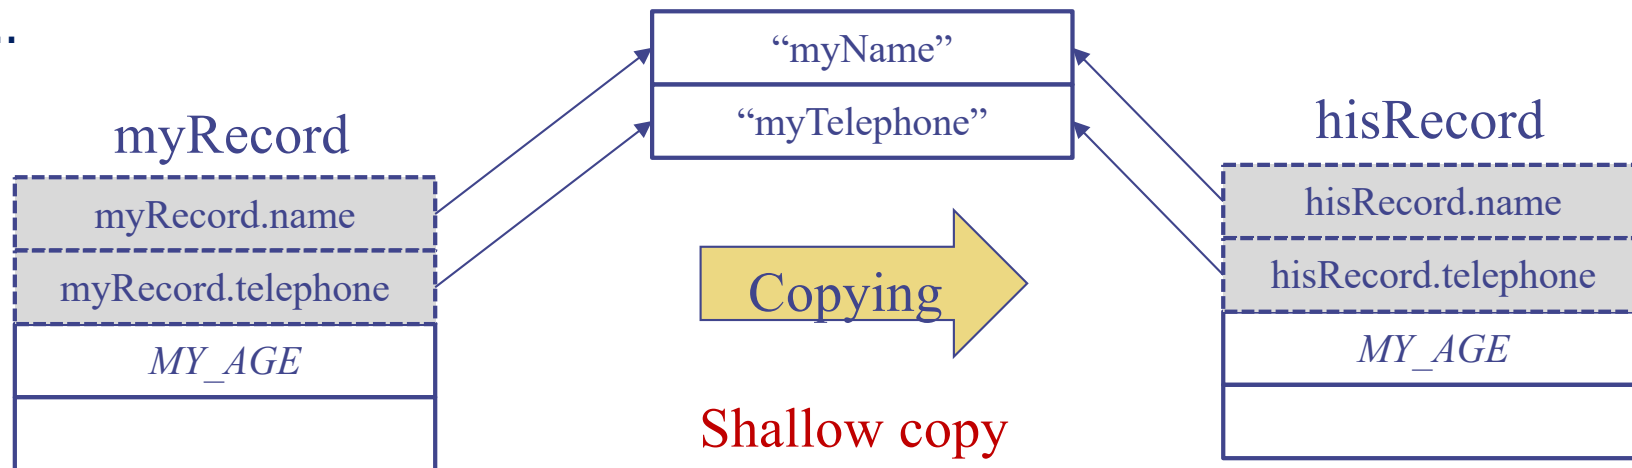 ..
“myName”
“myTelephone”
myRecord
myRecord.name
myRecord.telephone
MY_AGE
Copying
Shallow copy
hisRecord
hisRecord.name
hisRecord.telephone
MY_AGE